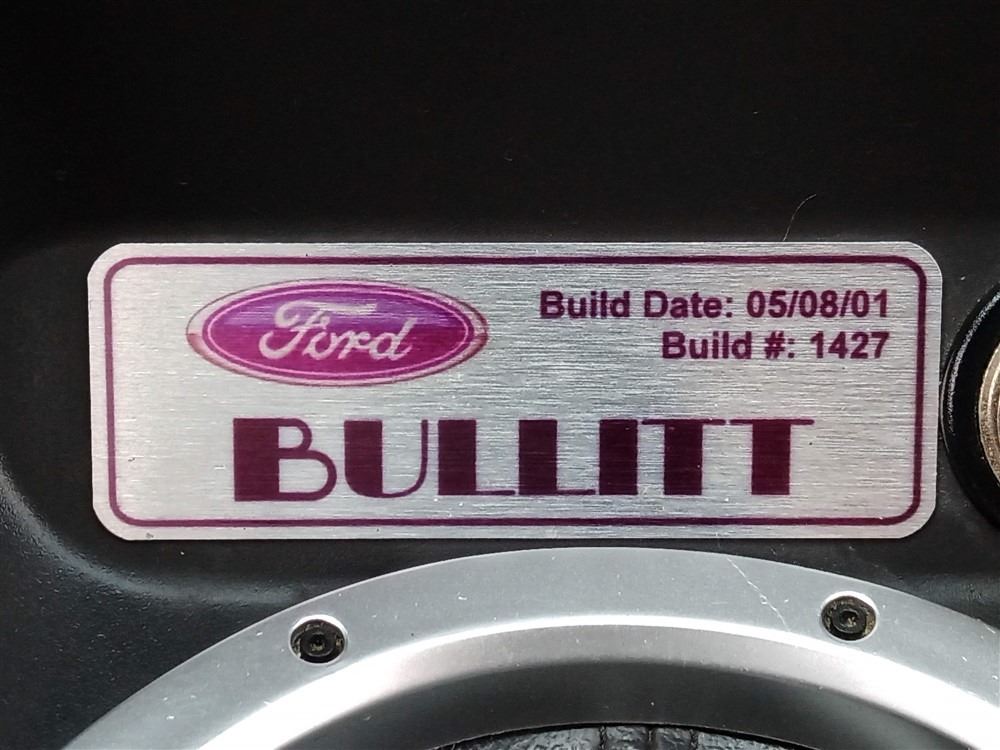 Ford
Build Date: 05/08/01
Build #: 1427
BULLITT